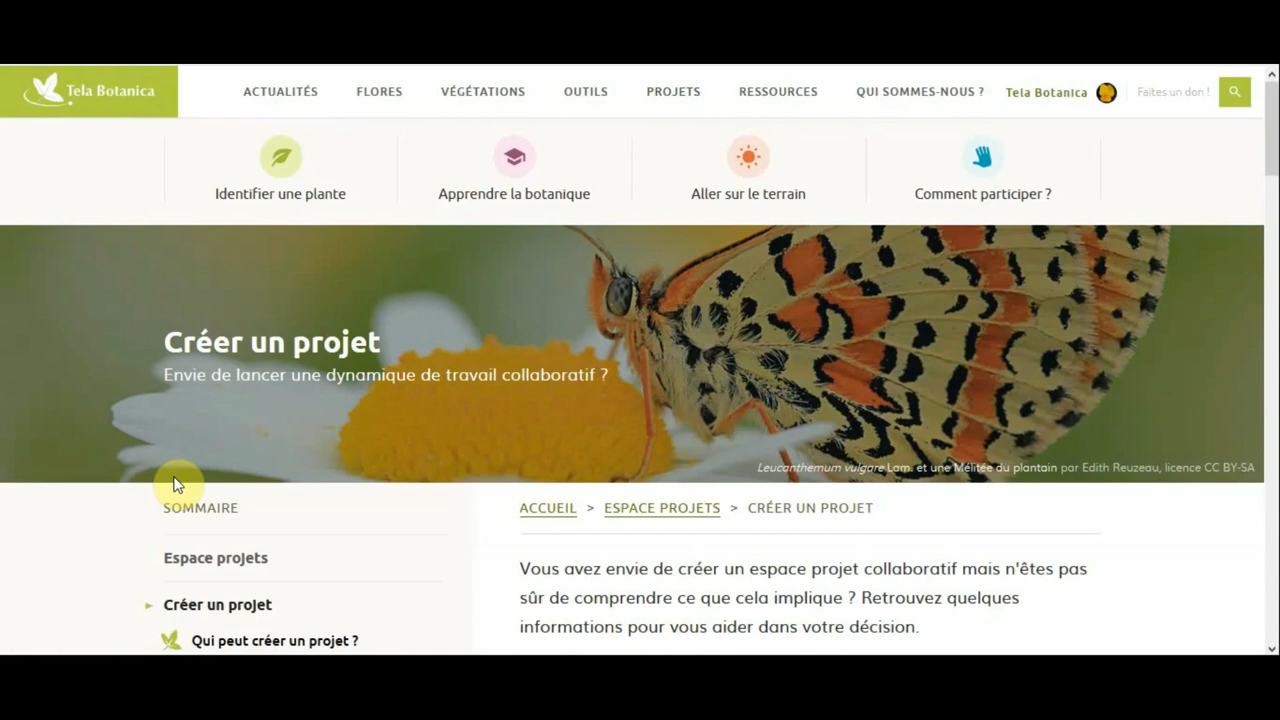 Tela Botanica
ACTUALITÉS
FLORES
VÉGÉTATIONS
OUTILS
PROJETS
RESSOURCES
QUI SOMMES-NOUS ?
Tela Botanica
Faites un don !
Identifier une plante
Apprendre la botanique
Aller sur le terrain
Comment participer ?
Créer un projet
Envie de lancer une dynamique de travail collaboratif ?
Leucanthemum vulgare Lam. et une Mélitée du plantain par Edith Reuzeau, licence CC BY-SA
SOMMAIRE
Espace projets
Créer un projet
Qui peut créer un projet ?
ACCUEIL > ESPACE PROJETS > CRÉER UN PROJET
Vous avez envie de créer un espace projet collaboratif mais n'êtes pas
sûr de comprendre ce que cela implique ? Retrouvez quelques
informations pour vous aider dans votre décision.